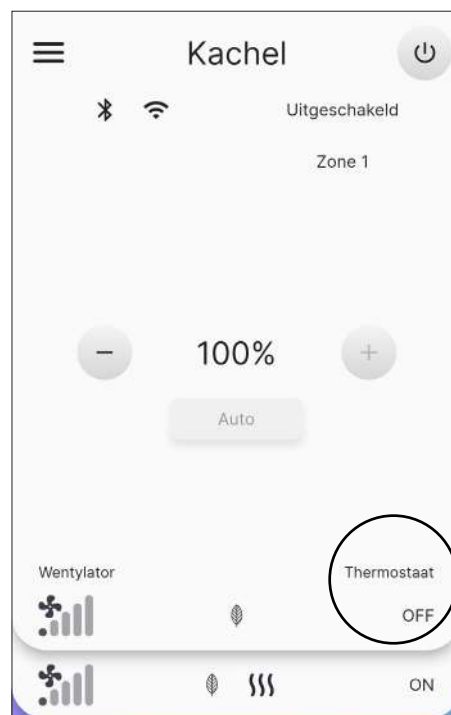 Kachel
Uitgeschakeld
Zone 1
100%
Auto
Wentylator Thermostaat
OFF
ON